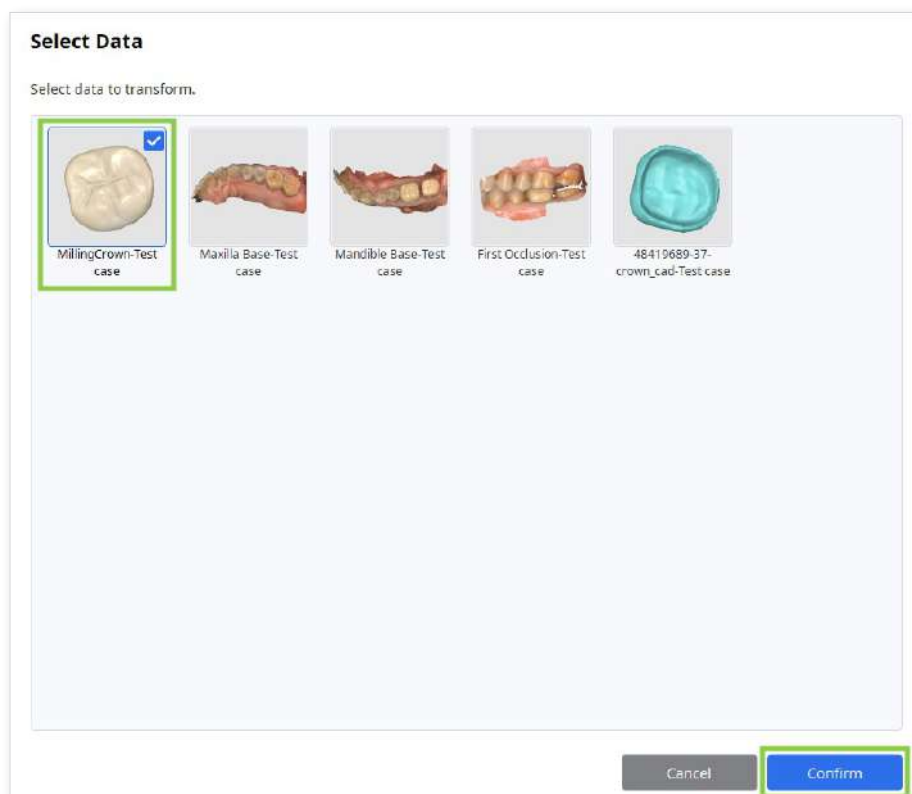 Select Data
Select data to transform.
MillingCrown-Test
case
Maxilla Base-Test
case
Mandible Base-Test
case
First Occlusion-Test
case
48419689-37-
crown_cad-Test case
Cancel
Confirm